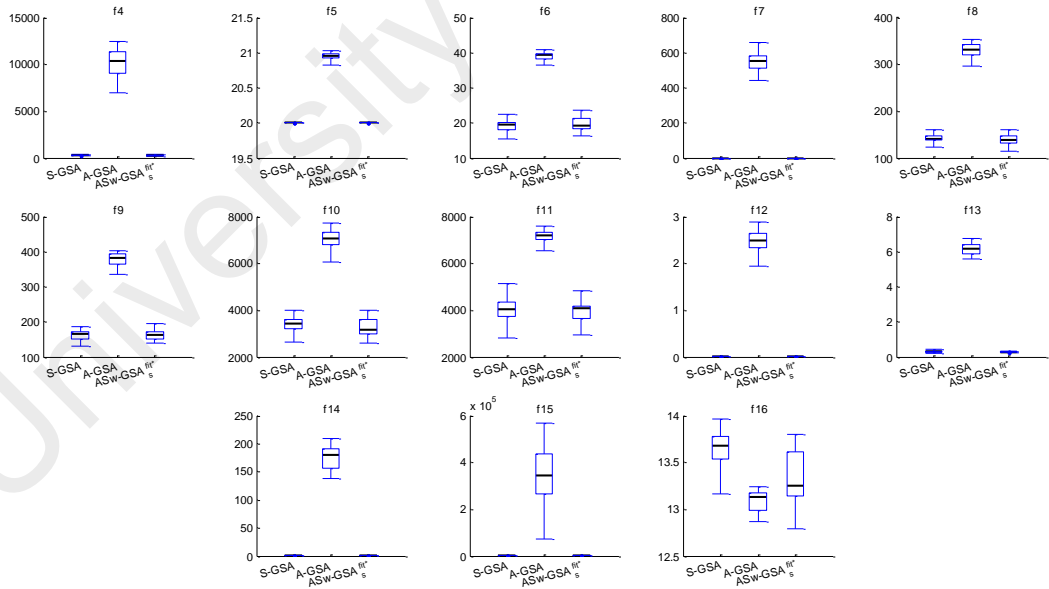 f4
15000
10000
5000
0
S-GSA
A-GSA
ASw-GSA fit* s
f5
21.5
21
20.5
20
19.5
S-GSA
A-GSA
ASw-GSA fit* s
f6
50
40
30
20
10
S-GSA
A-GSA
ASw-GSA fit* s
f7
800
600
400
200
0
S-GSA
A-GSA
ASw-GSA fit* s
f8
400
300
200
100
S-GSA
A-GSA
ASw-GSA fit* s
f9
500
400
300
200
100
S-GSA
A-GSA
ASw-GSA fit* s
f10
8000
6000
4000
2000
S-GSA
A-GSA
ASw-GSA fit* s
f11
8000
6000
4000
2000
S-GSA
A-GSA
ASw-GSA fit* s
f12
3
2
1
0
S-GSA
A-GSA
ASw-GSA fit* s
f13
8
6
4
2
0
S-GSA
A-GSA
ASw-GSA fit* s
f14
250
200
150
100
50
0
S-GSA
A-GSA
ASw-GSA fit* s
f15
x 10^5
6
4
2
0
S-GSA
A-GSA
ASw-GSA fit* s
f16
14
13.5
13
12.5
S-GSA
A-GSA
ASw-GSA fit* s
University